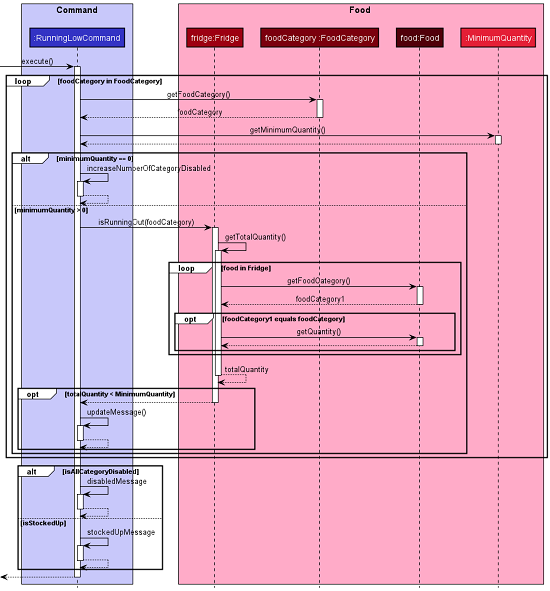 Command
Food
:RunningLowCommand
fridge:Fridge
foodCategory :FoodCategory
food:Food
:MinimumQuantity
execute()
loop
foodCategory in FoodCategory]
getFoodCategory()
foodCategory
getMinimumQuantity()
alt
[minimumQuantity == 0]
increaseNumberOfCategoryDisabled
[minimumQuantity > 0]
isRunningOut(foodCategory)
getTotalQuantity()
loop
[food in Fridge]
getFoodCategory()
foodCategory1
opt
[foodCategory1 equals foodCategory]
getQuantity()
totalQuantity
opt
[totalQuantity < MinimumQuantity]
updateMessage()
alt
[isAllCategoryDisabled]
disabledMessage
[isStockedUp]
stockedUpMessage